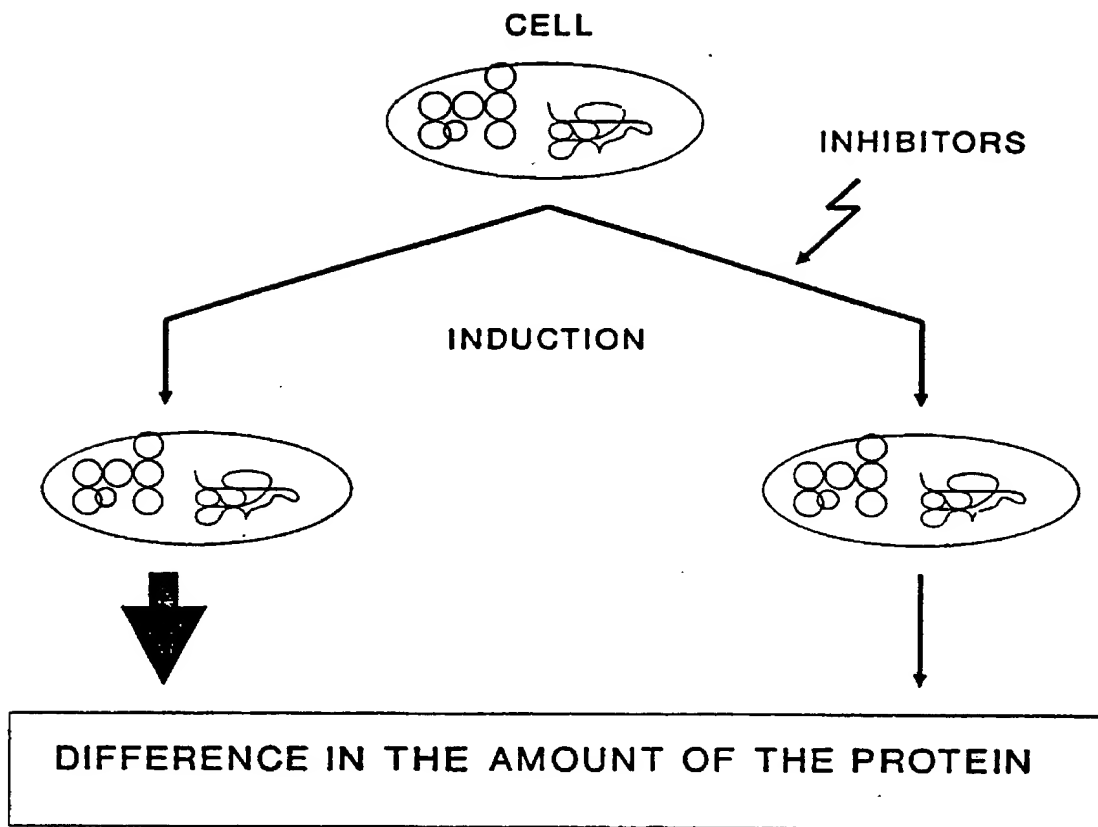 CELL
INHIBITORS
INDUCTION
DIFFERENCE IN THE AMOUNT OF THE PROTEIN